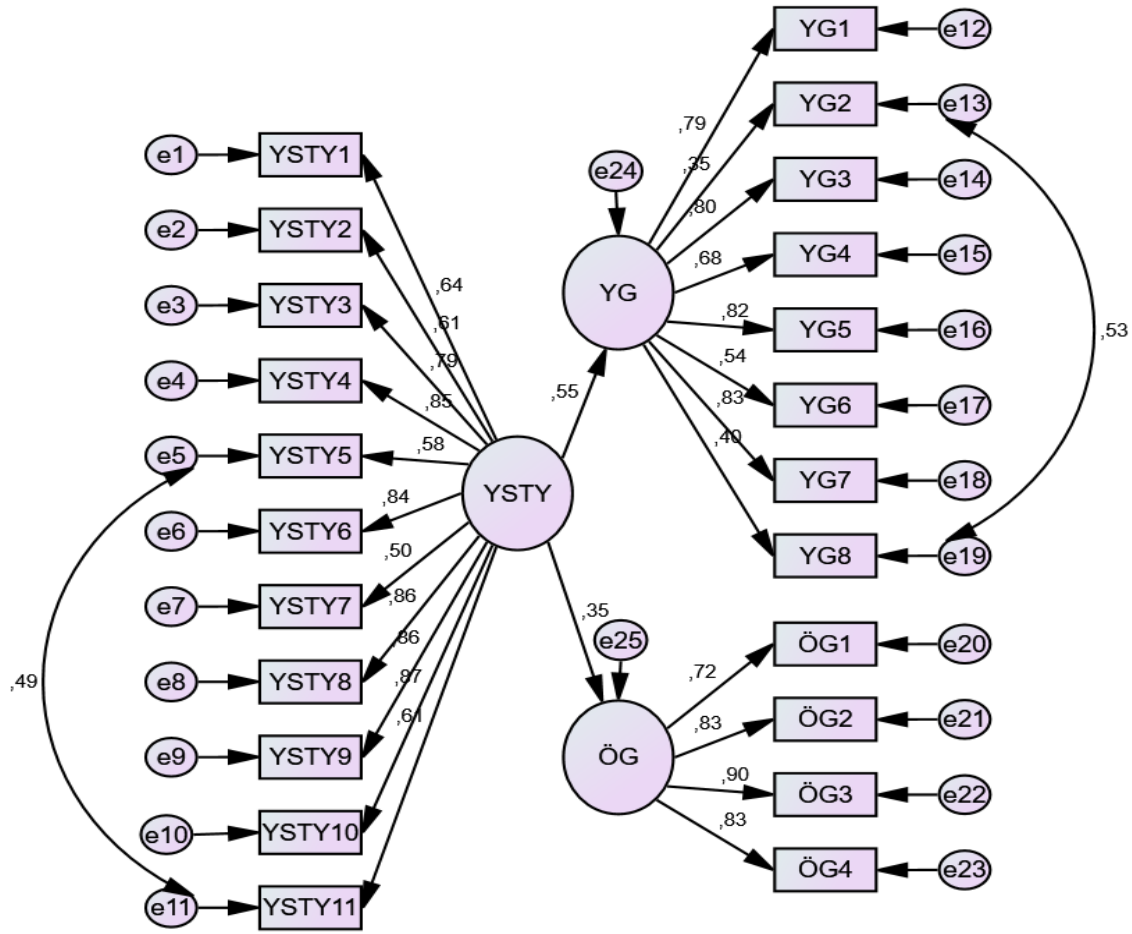 e1 YSTY1
e2 YSTY2
e3 YSTY3
e4 YSTY4
e5 YSTY5
e6 YSTY6
e7 YSTY7
e8 YSTY8
e9 YSTY9
e10 YSTY10
e11 YSTY11
,49
,64
,61
,79
,85
,58
,84
,50
,86
,86
,87
,61
YSTY
,55
,35
e24
YG
,79
,35
,80
,68
,82
,54
,83
,40
YG1 e12
YG2 e13
YG3 e14
YG4 e15
YG5 e16
YG6 e17
YG7 e18
YG8 e19
,53
e25
ÖG
,72
,83
,90
,83
ÖG1 e20
ÖG2 e21
ÖG3 e22
ÖG4 e23